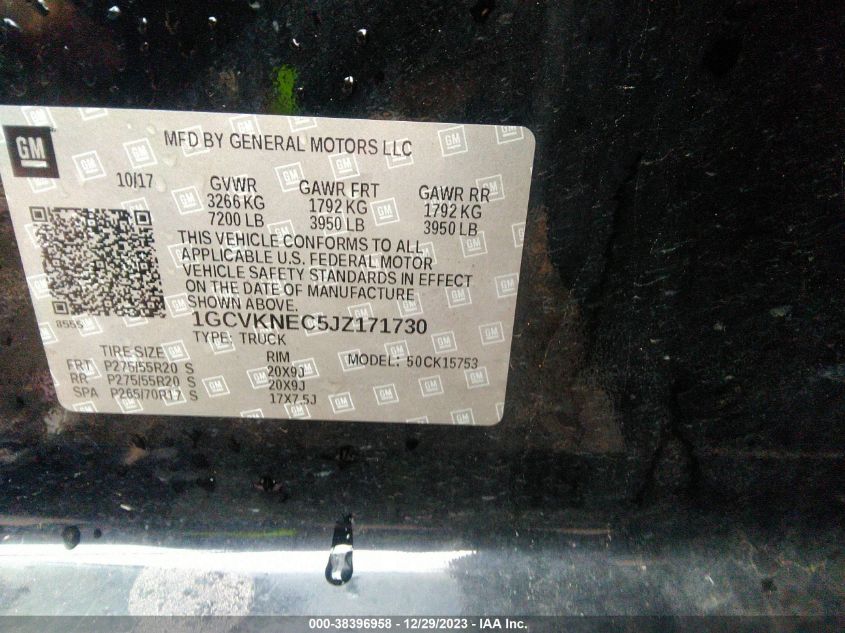 GM
MFD BY GENERAL MOTORS LLC
10/17 GVWR GAWR FRT GAWR RR
3266 KG 1792 KG 1792 KG
7200 LB 3950 LB 3950 LB
THIS VEHICLE CONFORMS TO ALL
APPLICABLE U.S. FEDERAL MOTOR
VEHICLE SAFETY STANDARDS IN EFFECT
ON THE DATE OF MANUFACTURE
SHOWN ABOVE.
8555
1GCVKNEC5JZ171730
TYPE: TRUCK
TIRE SIZE RIM MODEL: 50CK15753
FRT P275/55R20 S 20X9J
RR P275/55R20 S 20X9J
SPA P265/70R17 S 17X7.5J
000-38396958 - 12/29/2023 - IAA Inc.